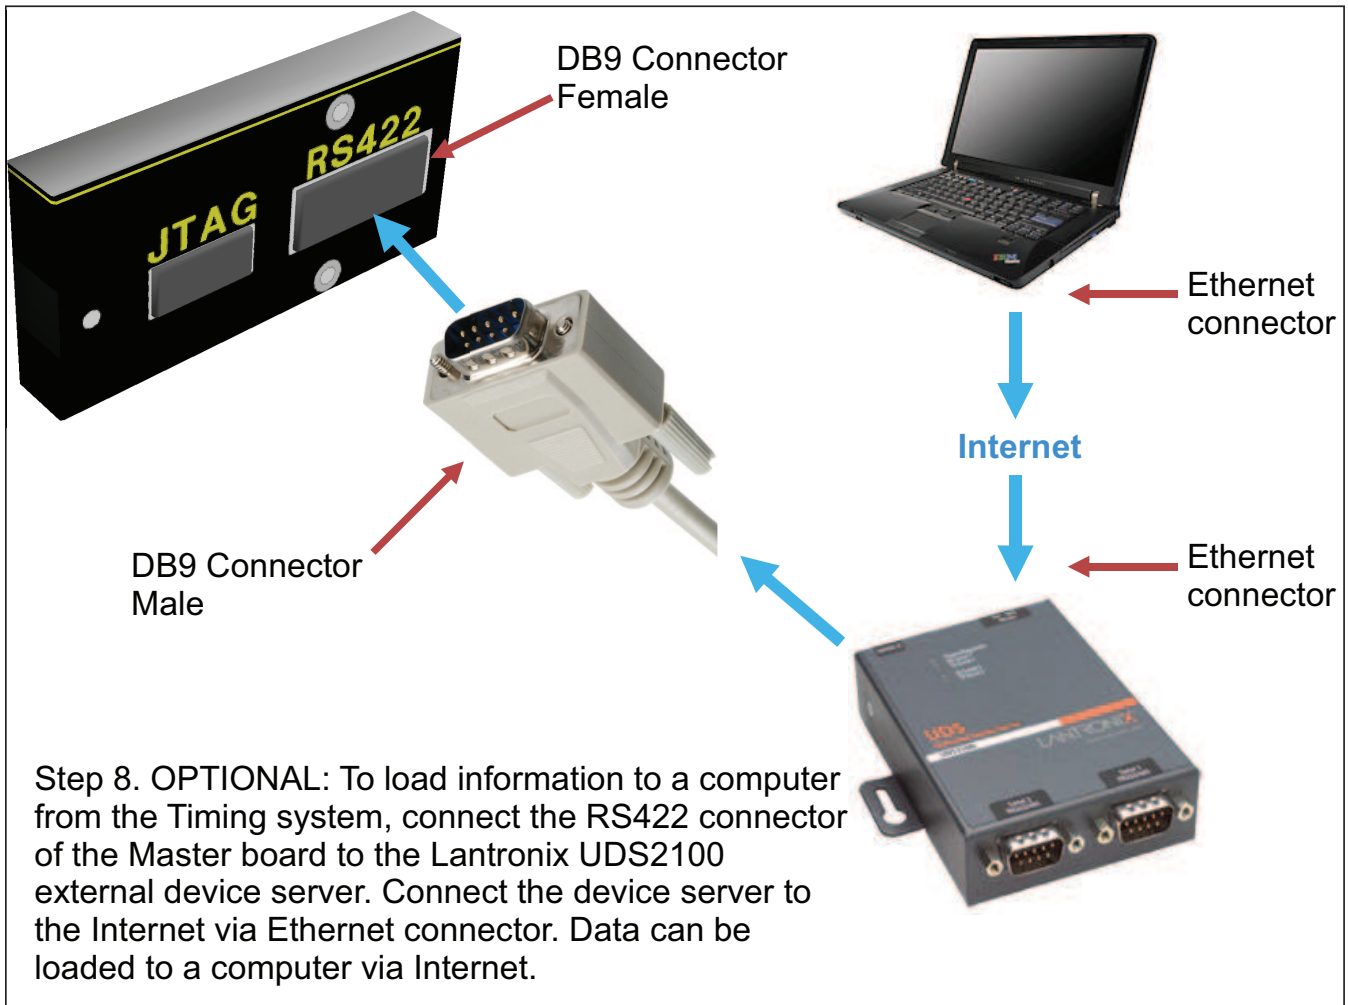 DB9 Connector
Female
RS422
JTAG
Ethernet
connector
Internet
DB9 Connector
Male
Ethernet
connector
UDS
LANTRONIX
Step 8. OPTIONAL: To load information to a computer
from the Timing system, connect the RS422 connector
of the Master board to the Lantronix UDS2100
external device server. Connect the device server to
the Internet via Ethernet connector. Data can be
loaded to a computer via Internet.